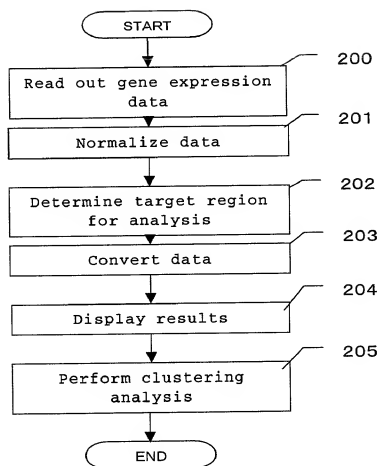 START
200
Read out gene expression
data
201
Normalize data
202
Determine target region
for analysis
203
Convert data
204
Display results
205
Perform clustering
analysis
END